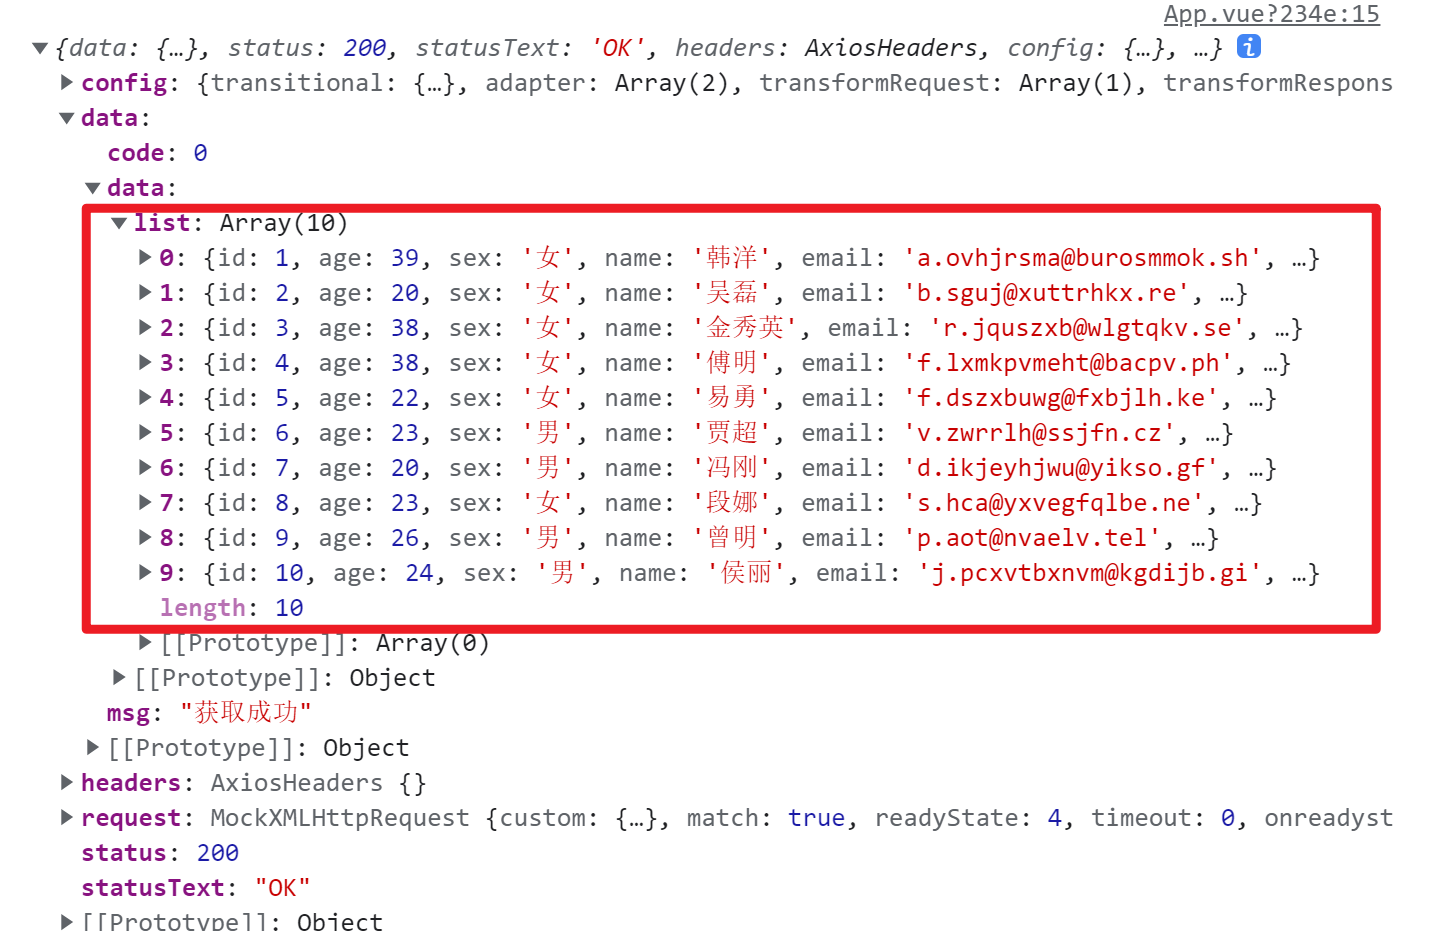 App.vue?234e:15
▼{data: {…}, status: 200, statusText: 'OK', headers: AxiosHeaders, config: {…}, …} i
▶config: {transitional: {…}, adapter: Array(2), transformRequest: Array(1), transformRespons
▼data:
code: 0
▼data:
▼list: Array(10)
▶0: {id: 1, age: 39, sex: '女', name: '韩洋', email: 'a.ovhjrsma@burosmmok.sh', …}
▶1: {id: 2, age: 20, sex: '女', name: '吴磊', email: 'b.sguj@xuttrhkx.re', …}
▶2: {id: 3, age: 38, sex: '女', name: '金秀英', email: 'r.jquszxb@wlgtqkv.se', …}
▶3: {id: 4, age: 38, sex: '女', name: '傅明', email: 'f.lxmkpvmeht@bacpv.ph', …}
▶4: {id: 5, age: 22, sex: '女', name: '易勇', email: 'f.dszxbuwg@fxbjlh.ke', …}
▶5: {id: 6, age: 23, sex: '男', name: '贾超', email: 'v.zwrrlh@ssjfn.cz', …}
▶6: {id: 7, age: 20, sex: '男', name: '冯刚', email: 'd.ikjeyhjwu@yikso.gf', …}
▶7: {id: 8, age: 23, sex: '女', name: '段娜', email: 's.hca@yxvegfqlbe.ne', …}
▶8: {id: 9, age: 26, sex: '男', name: '曾明', email: 'p.aot@nvaelv.tel', …}
▶9: {id: 10, age: 24, sex: '男', name: '侯丽', email: 'j.pcxvtbxnvm@kgdijb.gi', …}
length: 10
▶[[Prototype]]: Array(0)
▶[[Prototype]]: Object
msg: "获取成功"
▶[[Prototype]]: Object
▶headers: AxiosHeaders {}
▶request: MockXMLHttpRequest {custom: {…}, match: true, readyState: 4, timeout: 0, onreadyst
status: 200
statusText: "OK"
▶[[Prototype]]: Object